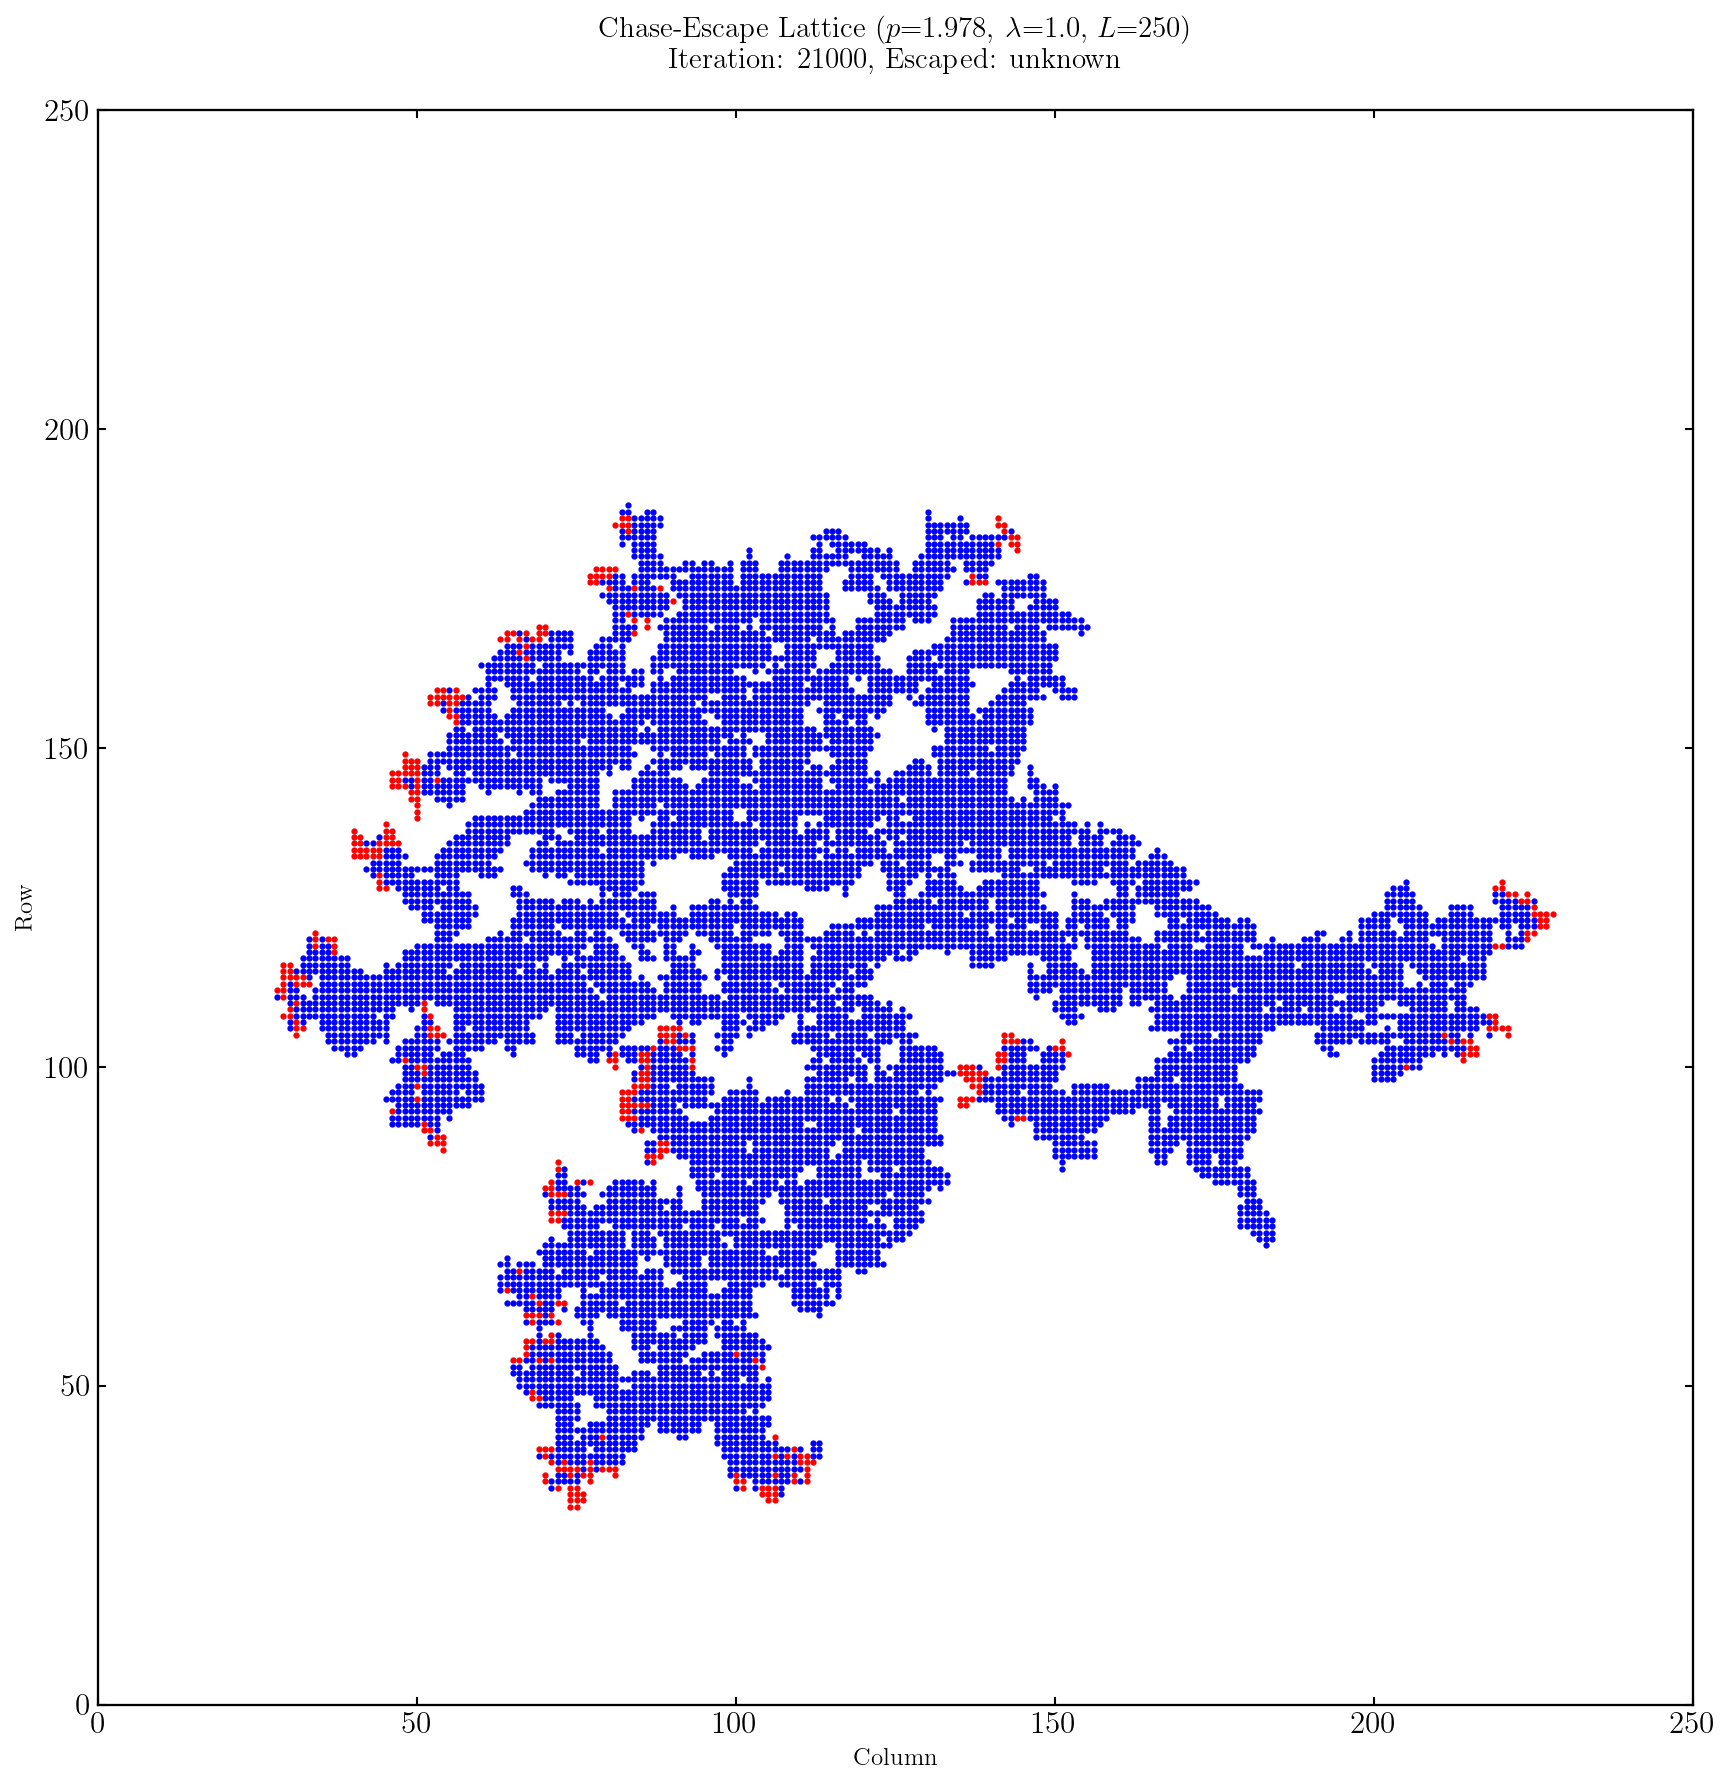 Chase-Escape Lattice (p=1.978, λ=1.0, L=250)
Iteration: 21000, Escaped: unknown
250
200
150
100
50
0
Row
0 50 100 150 200 250
Column